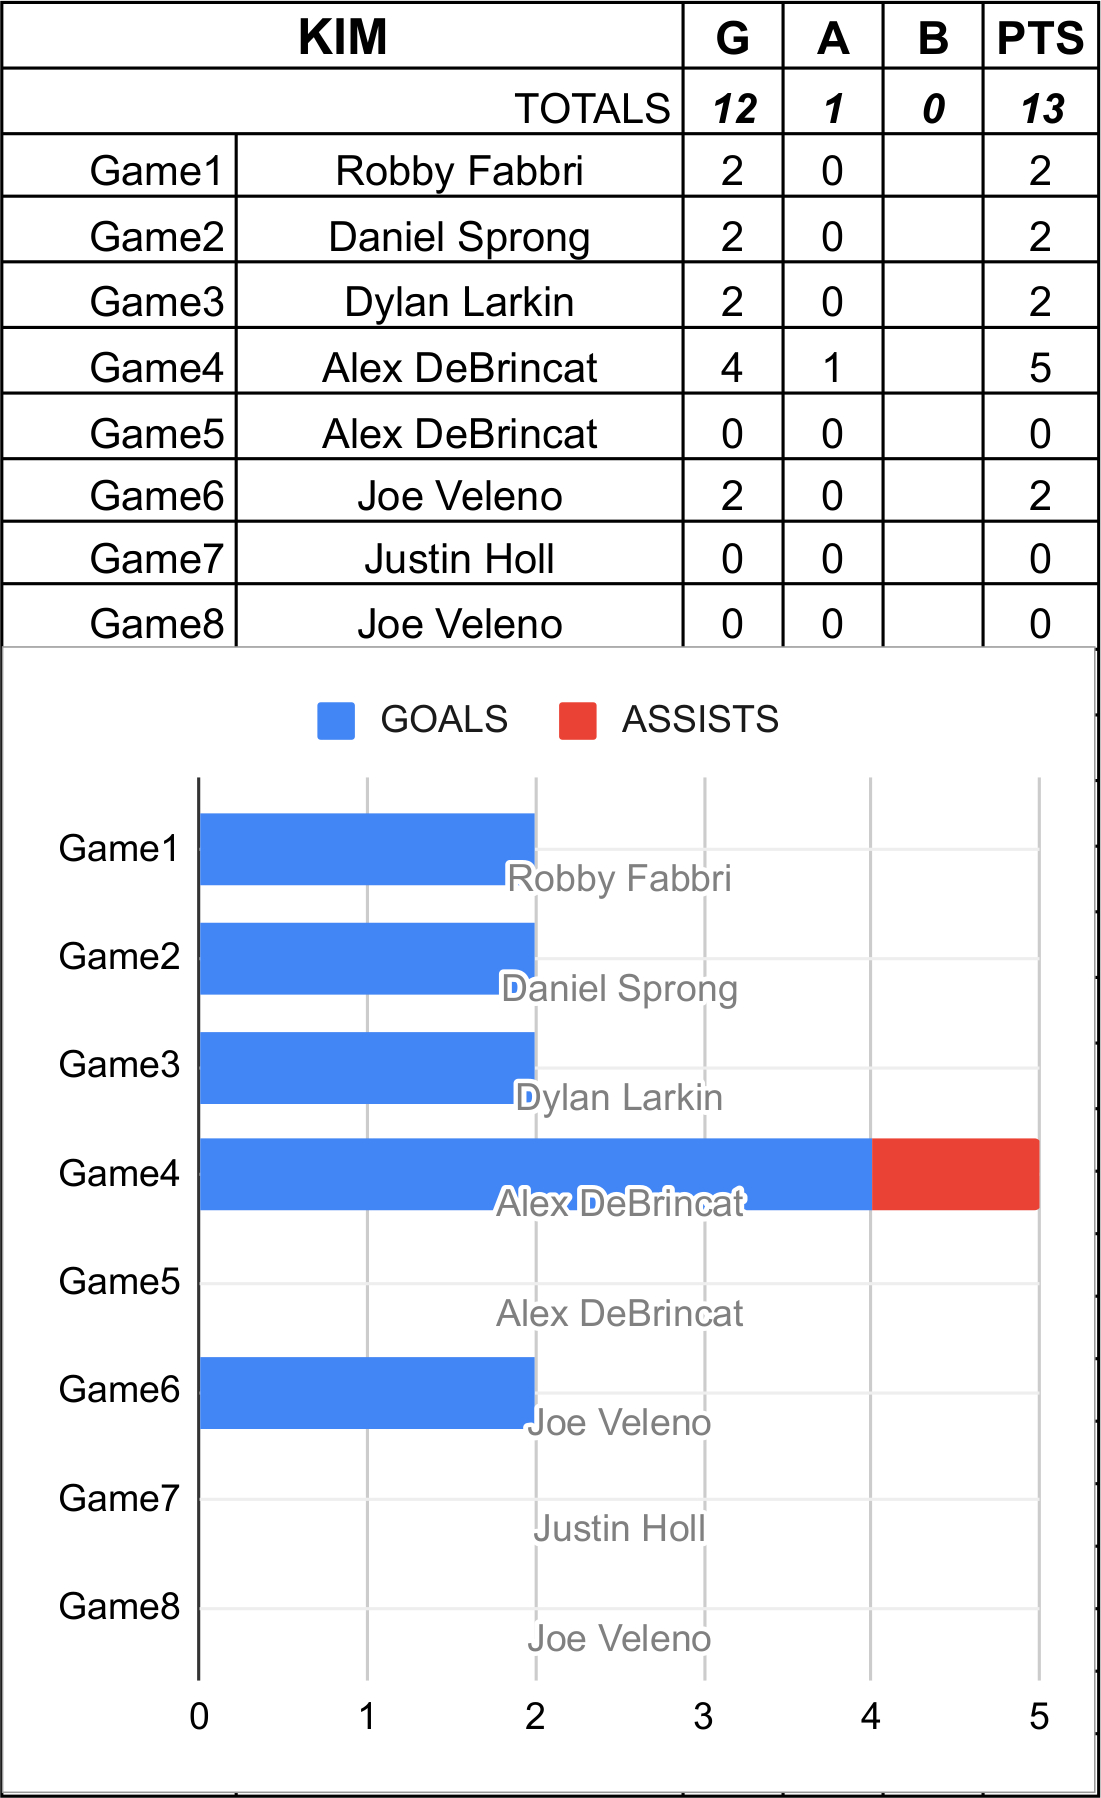 KIM G A B PTS
TOTALS 12 1 0 13
Game1 Robby Fabbri 2 0 2
Game2 Daniel Sprong 2 0 2
Game3 Dylan Larkin 2 0 2
Game4 Alex DeBrincat 4 1 5
Game5 Alex DeBrincat 0 0 0
Game6 Joe Veleno 2 0 2
Game7 Justin Holl 0 0 0
Game8 Joe Veleno 0 0 0
GOALS ASSISTS
Game1
Robby Fabbri
Game2
Daniel Sprong
Game3
Dylan Larkin
Game4
Alex DeBrincat
Game5
Alex DeBrincat
Game6
Joe Veleno
Game7
Justin Holl
Game8
Joe Veleno
0 1 2 3 4 5